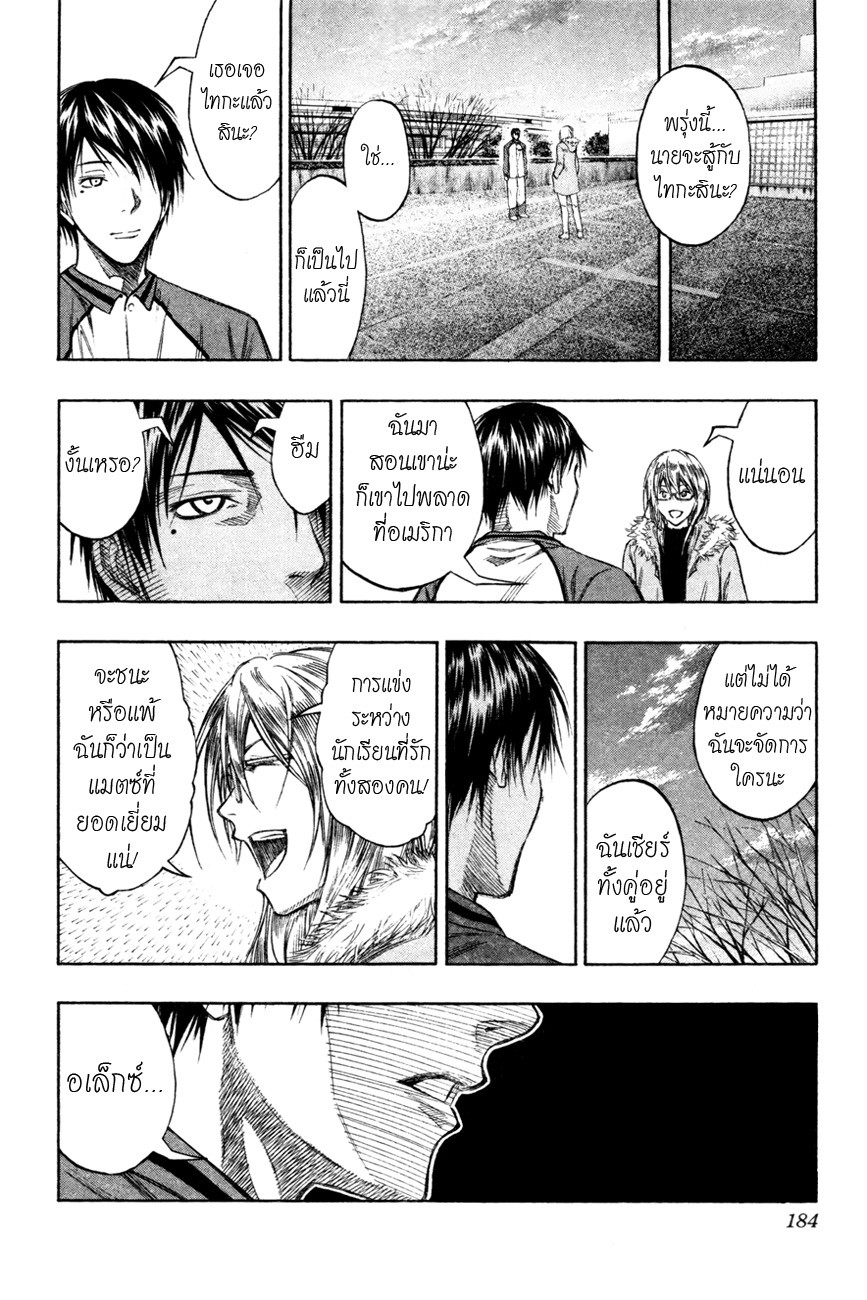 พรุ่งนี้...
นายจะสู้กับ
ไทกะสินะ?
ใช่...
ก็เป็นไป
แล้วนี่
เธอเจอ
ไทกะแล้ว
สินะ?
แน่นอน
ฉันมา
สอนเขาน่ะ
ก็เขาไปพลาด
ที่อเมริกา
ฮืม
งั้นเหรอ?
แต่ไม่ได้
หมายความว่า
ฉันจะจัดการ
ใครนะ
ฉันเชียร์
ทั้งคู่อยู่
แล้ว
การแข่ง
ระหว่าง
นักเรียนที่รัก
ทั้งสองคน!
จะชนะ
หรือแพ้
ฉันก็ว่าเป็น
แมตซ์ที่
ยอดเยี่ยม
แน่!
อเล็กซ์...
184